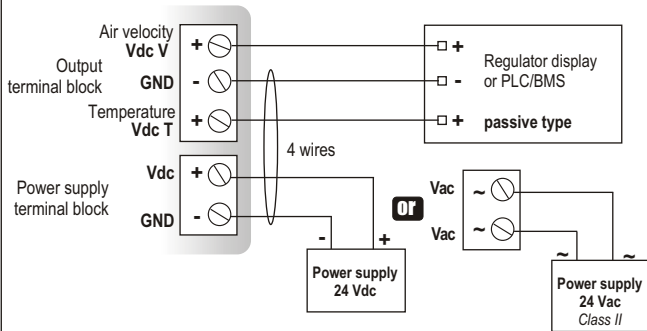 Air velocity
Vdc V
+
+
Output
terminal block
GND
-
-
Regulator display
or PLC/BMS
Temperature
Vdc T
+
+
passive type
4 wires
Power supply
terminal block
Vdc
+
GND
-
-
+
Power supply
24 Vdc
or
Vac
~
Vac
~
~
~
Power supply
24 Vac
Class II